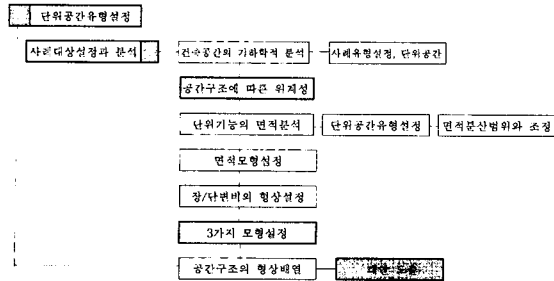 단위공간유형설정
사례대상설정과 분석 건축공간의 기하학적 분석 사례유형설정, 단위공간
공간구조에 따른 위계성
단위기능의 면적분석 단위공간유형설정 면적분산범위와 조정
면적모형설정
장/단변비의 형상설정
3가지 모형설정
공간구조의 형상배열